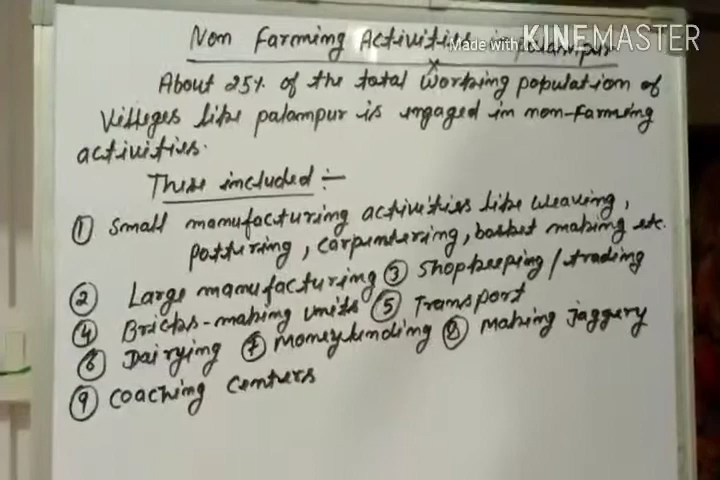 Non Farming Activities in palampur
Made with KINEMASTER
About 25% of the total working population of
Villeges like palampur is engaged in non-farming
activities.
These included :-
① Small manufacturing activities like weaving,
pottering, carpentering, basket making etc.
② Large manufacturing ③ Shopkeeping / trading
④ Bricks-making units ⑤ Transport
⑥ Dairying ⑦ Moneylending ⑧ Making jaggery
⑨ Coaching centers